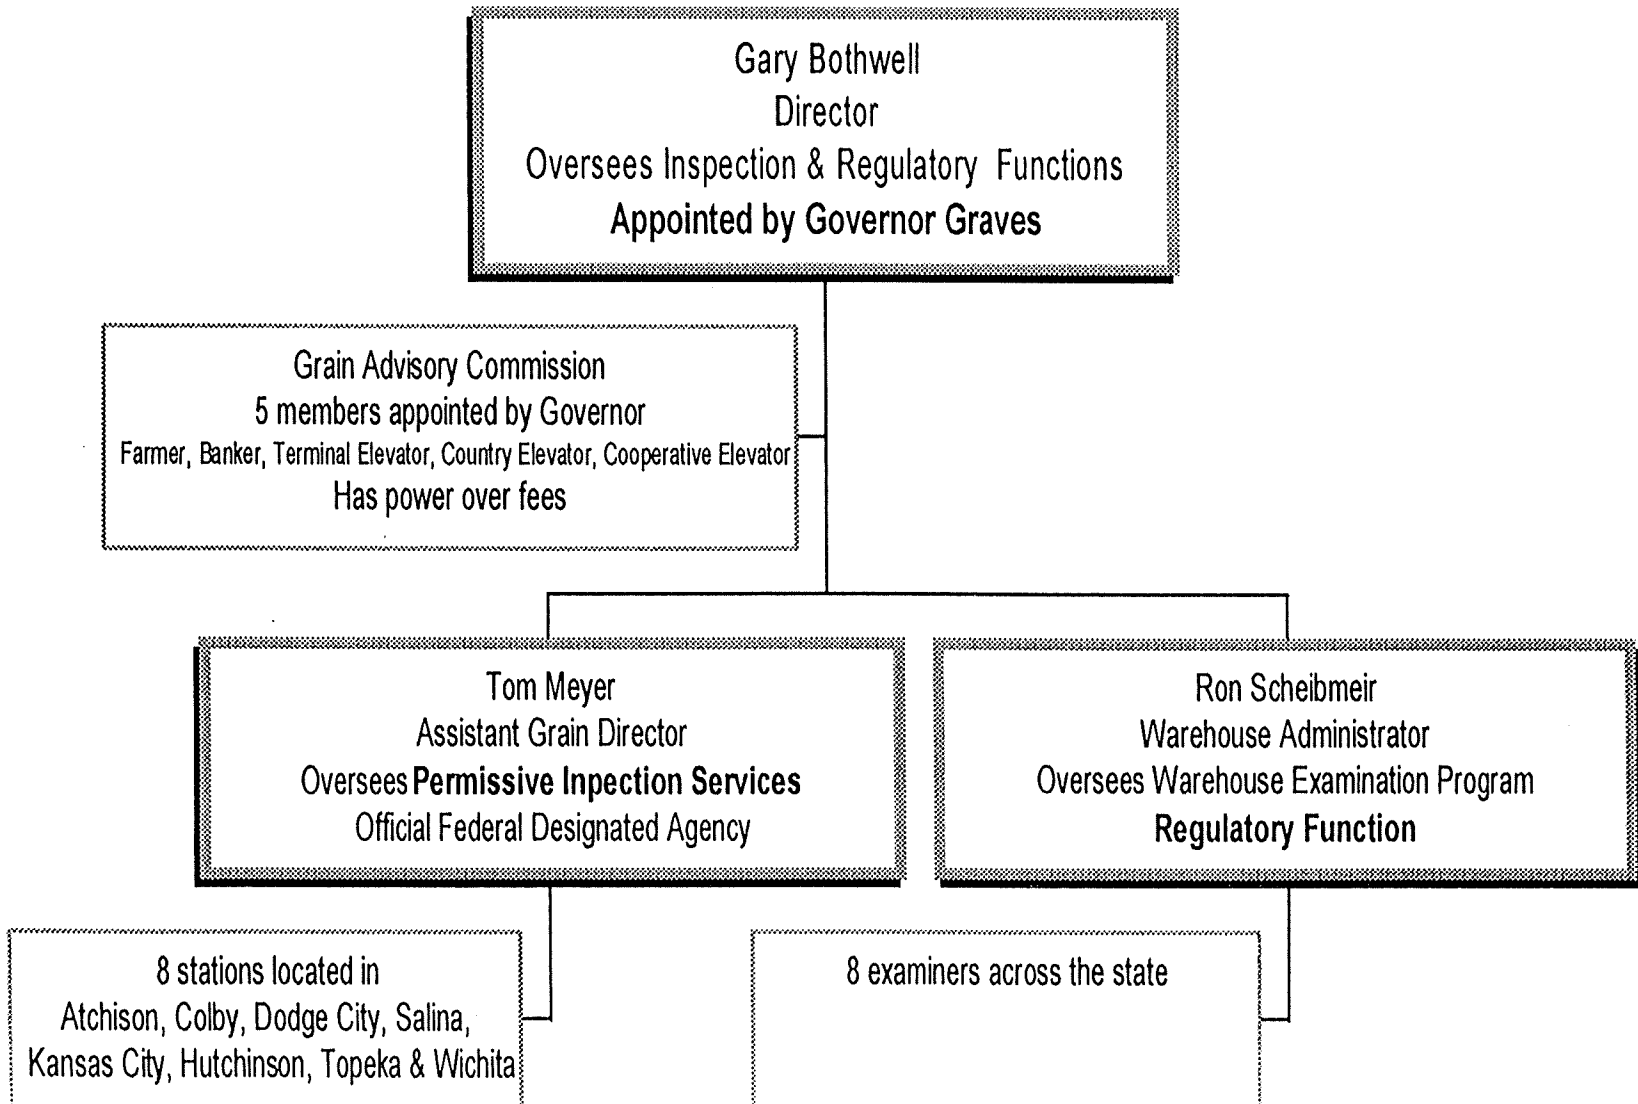 Gary Bothwell
Director
Oversees Inspection & Regulatory Functions
Appointed by Governor Graves
Grain Advisory Commission
5 members appointed by Governor
Farmer, Banker, Terminal Elevator, Country Elevator, Cooperative Elevator
Has power over fees
Tom Meyer
Assistant Grain Director
Oversees Permissive Inpection Services
Official Federal Designated Agency
Ron Scheibmeir
Warehouse Administrator
Oversees Warehouse Examination Program
Regulatory Function
8 stations located in
Atchison, Colby, Dodge City, Salina,
Kansas City, Hutchinson, Topeka & Wichita
8 examiners across the state